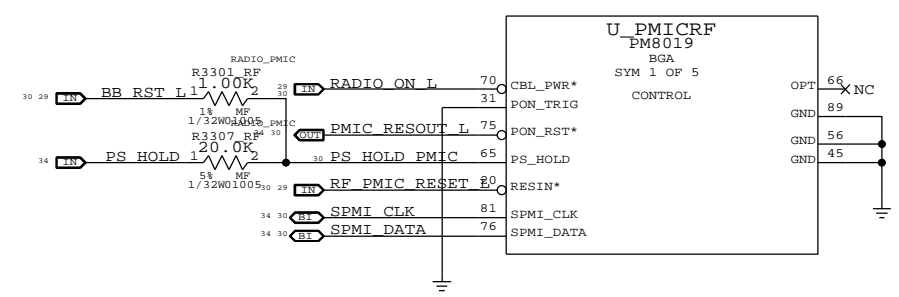 U_PMICRF
PM8019
BGA
SYM 1 OF 5
CONTROL
RADIO_PMIC
R3301_RF
1.00K
30 29 IN BB_RST_L 1 2
1% MF
1/32W 01005
RADIO_PMIC
R3307_RF
20.0K
34 IN PS_HOLD 1 2
5% MF
1/32W 01005
29 30 IN RADIO_ON_L 70 CBL_PWR*
31 PON_TRIG
34 30 OUT PMIC_RESOUT_L 75 PON_RST*
30 PS_HOLD_PMIC 65 PS_HOLD
30 29 IN RF_PMIC_RESET_L 20 RESIN*
34 30 BI SPMI_CLK 81 SPMI_CLK
34 30 BI SPMI_DATA 76 SPMI_DATA
OPT 66 NC
GND 89
GND 56
GND 45